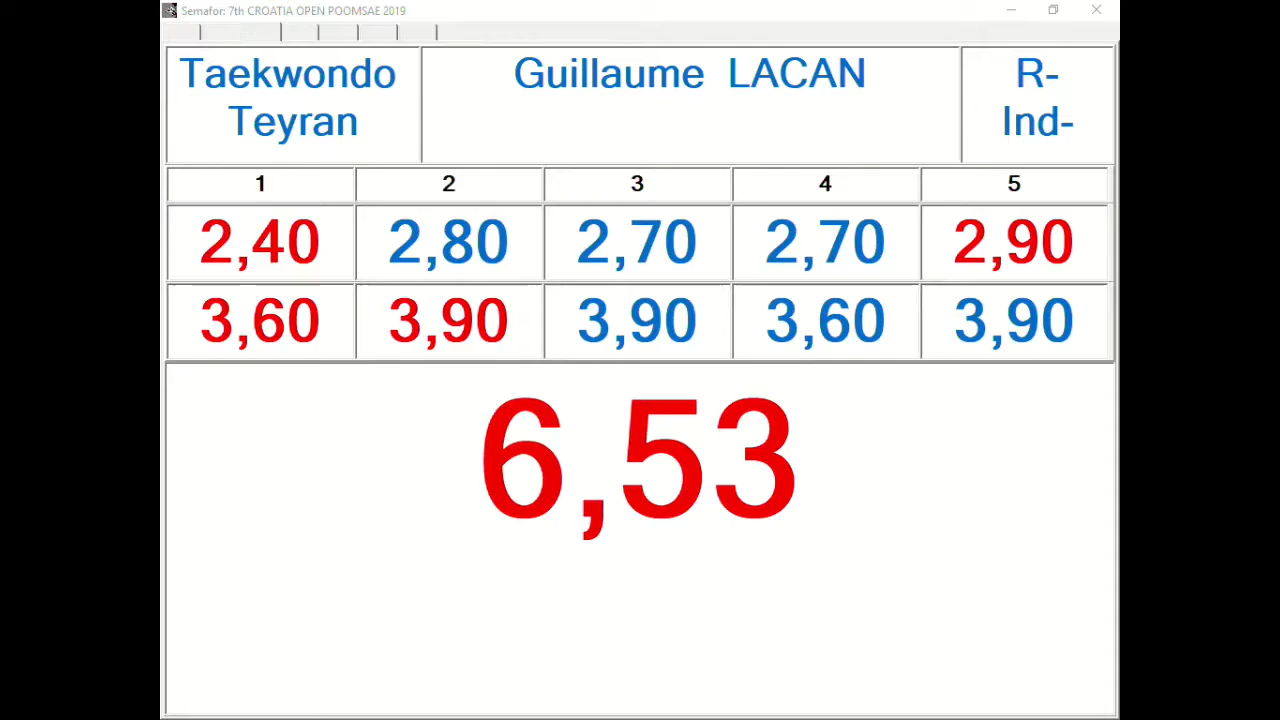 Semafor: 7th CROATIA OPEN POOMSAE 2019
Taekwondo Teyran
Guillaume LACAN
R-Ind-
1 2 3 4 5
2,40 2,80 2,70 2,70 2,90
3,60 3,90 3,90 3,60 3,90
6,53